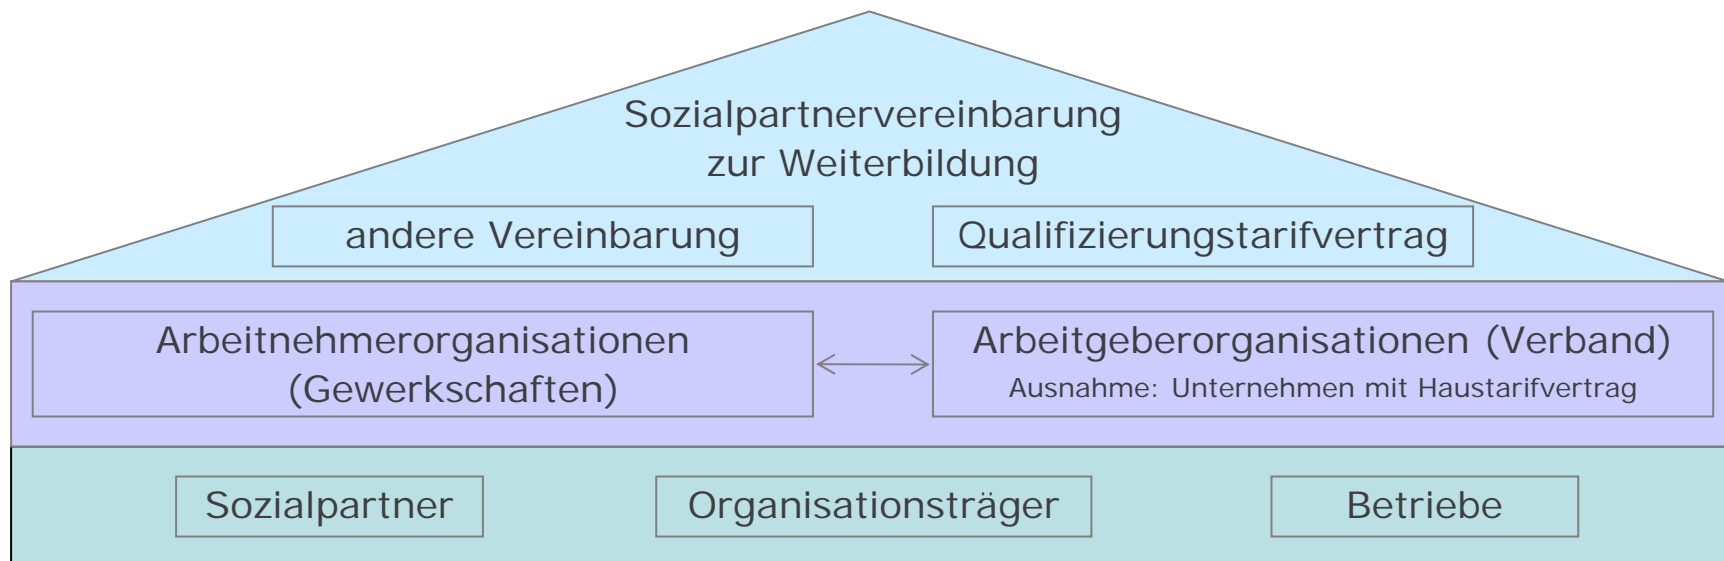 Sozialpartnervereinbarung
zur Weiterbildung
andere Vereinbarung
Qualifizierungstarifvertrag
Arbeitnehmerorganisationen
(Gewerkschaften)
Arbeitgeberorganisationen (Verband)
Ausnahme: Unternehmen mit Haustarifvertrag
Sozialpartner
Organisationsträger
Betriebe